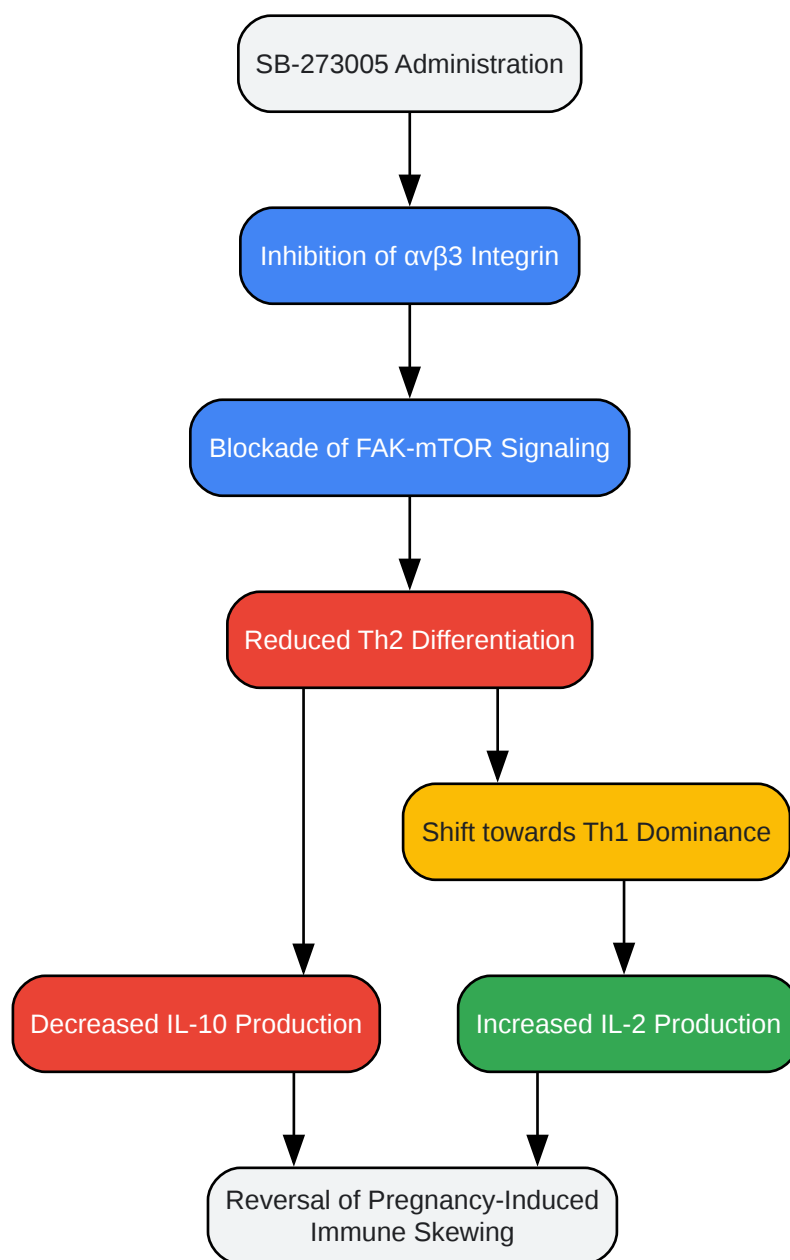 SB-273005 Administration
Inhibition of αvβ3 Integrin
Blockade of FAK-mTOR Signaling
Reduced Th2 Differentiation
Shift towards Th1 Dominance
Decreased IL-10 Production
Increased IL-2 Production
Reversal of Pregnancy-Induced
Immune Skewing